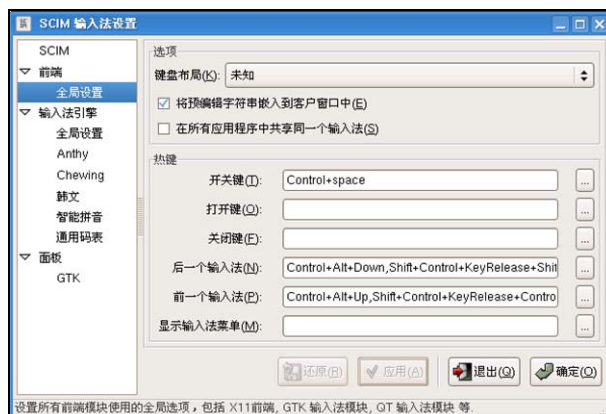 SCIM 输入法设置
SCIM
前端
全局设置
输入法引擎
全局设置
Anthy
Chewing
韩文
智能拼音
通用码表
面板
GTK
选项
键盘布局(K): 未知
将预编辑字符串嵌入到客户窗口中(E)
在所有应用程序中共享同一个输入法(S)
热键
开关键(T): Control+space ...
打开键(O): ...
关闭键(F): ...
后一个输入法(N): Control+Alt+Down,Shift+Control+KeyRelease+Shif ...
前一个输入法(P): Control+Alt+Up,Shift+Control+KeyRelease+Contro ...
显示输入法菜单(M): ...
还原(R) 应用(A) 退出(Q) 确定(O)
设置所有前端模块使用的全局选项，包括 X11前端, GTK 输入法模块, QT 输入法模块 等.